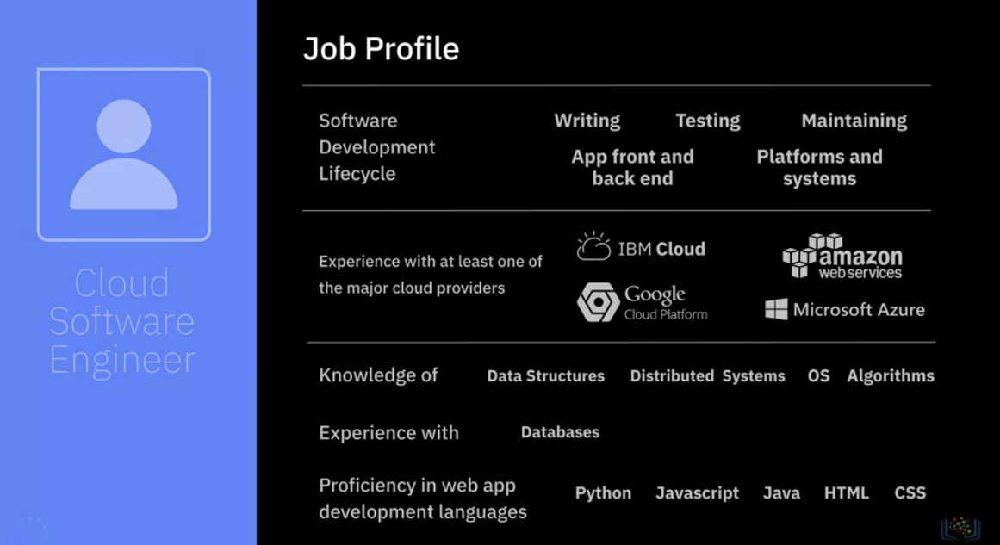 Job Profile
Cloud
Software
Engineer
Software
Development
Lifecycle
Writing Testing Maintaining
App front and
back end
Platforms and
systems
Experience with at least one of
the major cloud providers
IBM Cloud
amazon
webservices
Google
Cloud Platform
Microsoft Azure
Knowledge of Data Structures Distributed Systems OS Algorithms
Experience with Databases
Proficiency in web app
development languages
Python Javascript Java HTML CSS